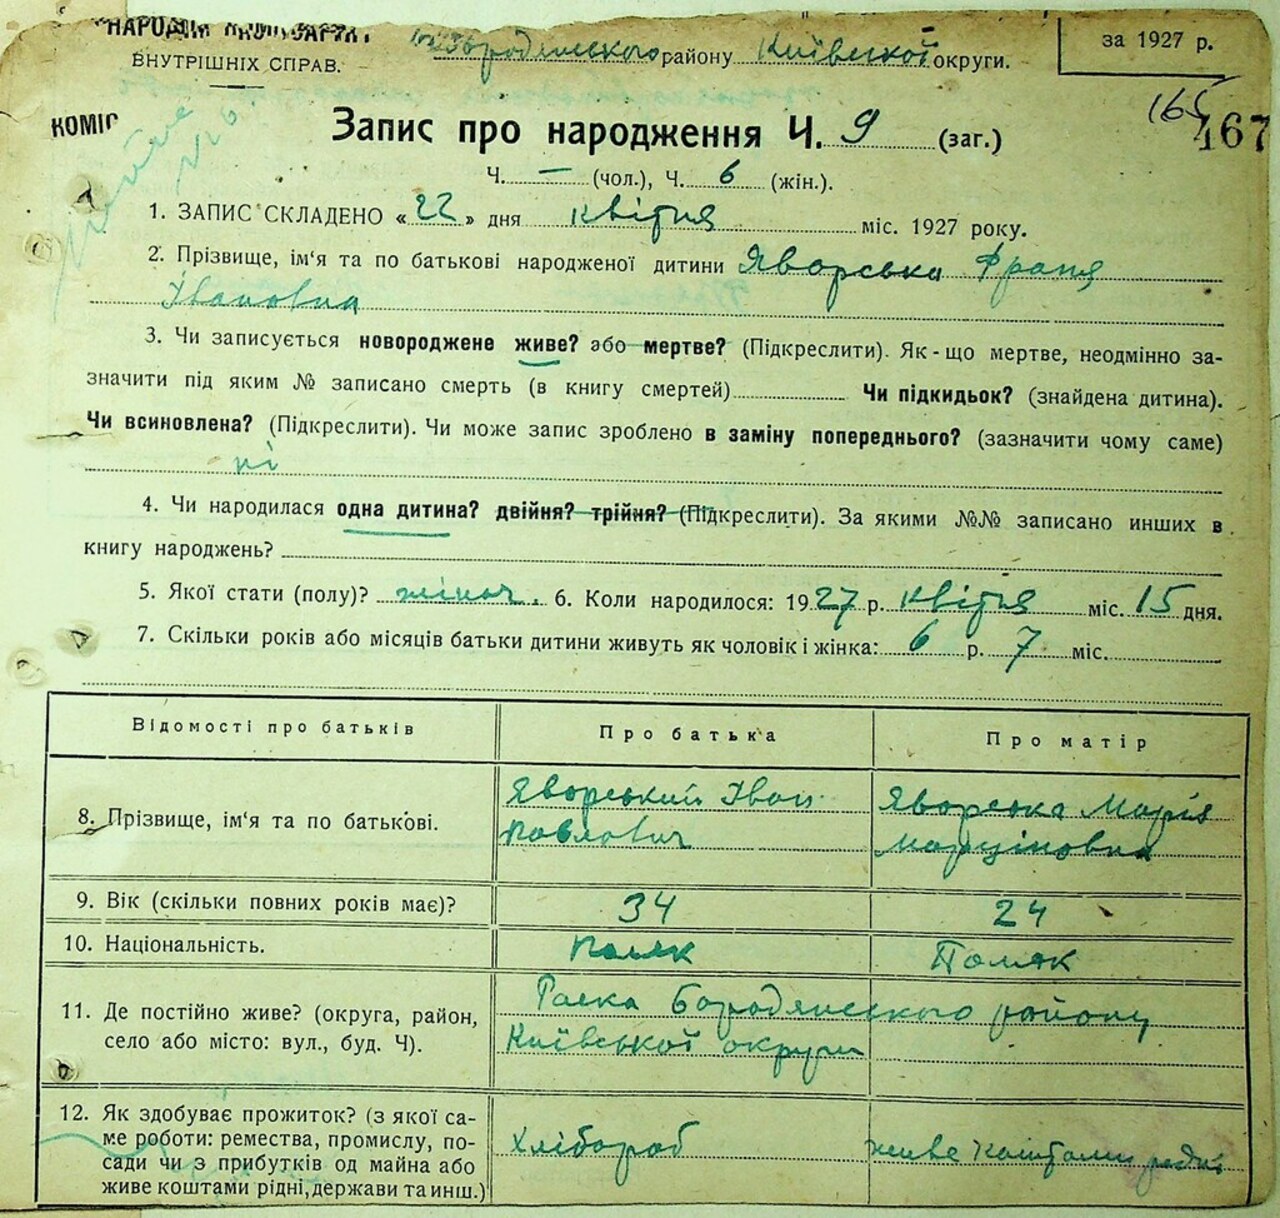 НАРОДНІЙ КОМІСАРІАТ
ВНУТРІШНІХ СПРАВ.
Бородянського району Київської округи.
за 1927 р.
КОМІС
165
167
Запис про народження Ч. 9 (заг.)
Ч. — (чол.), Ч. 6 (жін.).
1. ЗАПИС СКЛАДЕНО «22» дня квітня міс. 1927 року.
2. Прізвище, ім'я та по батькові народженої дитини Яворська Франя
Івановна
3. Чи записується новороджене живе? або мертве? (Підкреслити). Як-що мертве, неодмінно за-
значити під яким № записано смерть (в книгу смертей) Чи підкидьок? (знайдена дитина).
Чи всиновлена? (Підкреслити). Чи може запис зроблено в заміну попереднього? (зазначити чому саме)
ні
4. Чи народилася одна дитина? двійня? трійня? (Підкреслити). За якими №№ записано инших в
книгу народжень?
5. Якої стати (полу)? жіноч. 6. Коли народилося: 1927 р. квітня міс. 15 дня.
7. Скільки років або місяців батьки дитини живуть як чоловік і жінка: 6 р. 7 міс.
Відомості про батьків
Про батька
Про матір
8. Прізвище, ім'я та по батькові.
Яворський Іван
Павлович
Яворська Марія
Марціновна
9. Вік (скільки повних років має)?
34
24
10. Національність.
Поляк
Поляк
11. Де постійно живе? (округа, район,
село або місто: вул., буд. Ч).
Раска Бородянського району
Київської округи
12. Як здобуває прожиток? (з якої са-
ме роботи: ремества, промислу, по-
сади чи з прибутків од майна або
живе коштами рідні, держави та инш.)
Хлібороб
живе коштами рідні